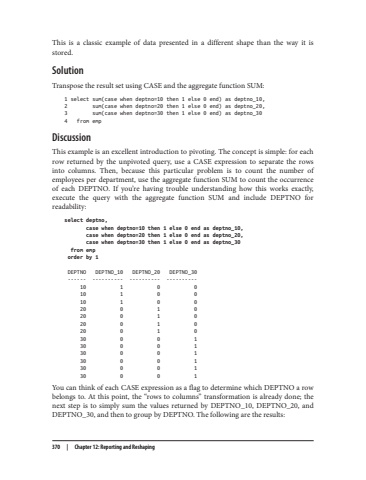 This is a classic example of data presented in a different shape than the way it is
stored.
Solution
Transpose the result set using CASE and the aggregate function SUM:
1 select sum(case when deptno=10 then 1 else 0 end) as deptno_10,
2        sum(case when deptno=20 then 1 else 0 end) as deptno_20,
3        sum(case when deptno=30 then 1 else 0 end) as deptno_30
4   from emp
Discussion
This example is an excellent introduction to pivoting. The concept is simple: for each
row returned by the unpivoted query, use a CASE expression to separate the rows
into columns. Then, because this particular problem is to count the number of
employees per department, use the aggregate function SUM to count the occurrence
of each DEPTNO. If you're having trouble understanding how this works exactly,
execute the query with the aggregate function SUM and include DEPTNO for
readability:
select deptno,
       case when deptno=10 then 1 else 0 end as deptno_10,
       case when deptno=20 then 1 else 0 end as deptno_20,
       case when deptno=30 then 1 else 0 end as deptno_30
  from emp
 order by 1
DEPTNO DEPTNO_10 DEPTNO_20 DEPTNO_30
------ ---------- ---------- ----------
10 1 0 0
10 1 0 0
10 1 0 0
20 0 1 0
20 0 1 0
20 0 1 0
20 0 1 0
30 0 0 1
30 0 0 1
30 0 0 1
30 0 0 1
30 0 0 1
30 0 0 1
You can think of each CASE expression as a flag to determine which DEPTNO a row
belongs to. At this point, the "rows to columns" transformation is already done; the
next step is to simply sum the values returned by DEPTNO_10, DEPTNO_20, and
DEPTNO_30, and then to group by DEPTNO. The following are the results:
370 | Chapter 12: Reporting and Reshaping